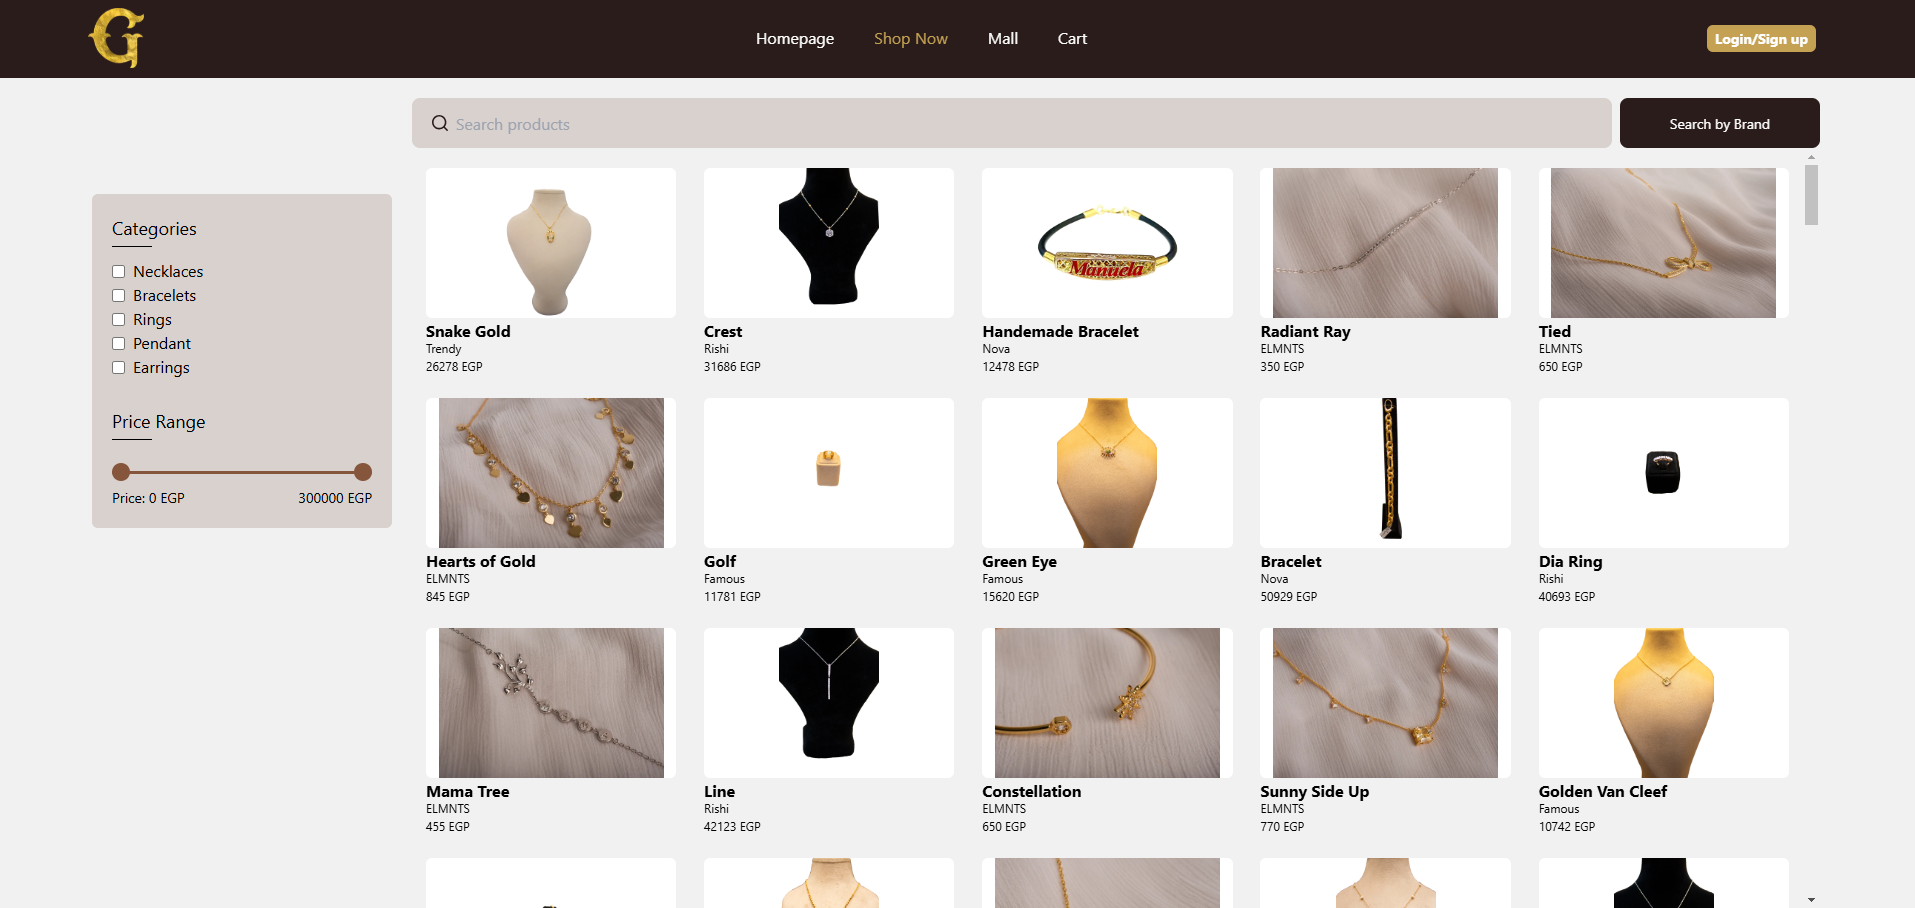 G
Homepage
Shop Now
Mall
Cart
Login/Sign up
Search products
Search by Brand
Categories
Necklaces
Bracelets
Rings
Pendant
Earrings
Price Range
Price: 0 EGP
300000 EGP
Manuela
Snake Gold
Trendy
26278 EGP
Crest
Rishi
31686 EGP
Handmade Bracelet
Nova
12478 EGP
Radiant Ray
ELMNTS
350 EGP
Tied
ELMNTS
650 EGP
Hearts of Gold
ELMNTS
845 EGP
Golf
Famous
11781 EGP
Green Eye
Famous
15620 EGP
Bracelet
Nova
50929 EGP
Dia Ring
Rishi
40693 EGP
Mama Tree
ELMNTS
455 EGP
Line
Rishi
42123 EGP
Constellation
ELMNTS
650 EGP
Sunny Side Up
ELMNTS
770 EGP
Golden Van Cleef
Famous
10742 EGP